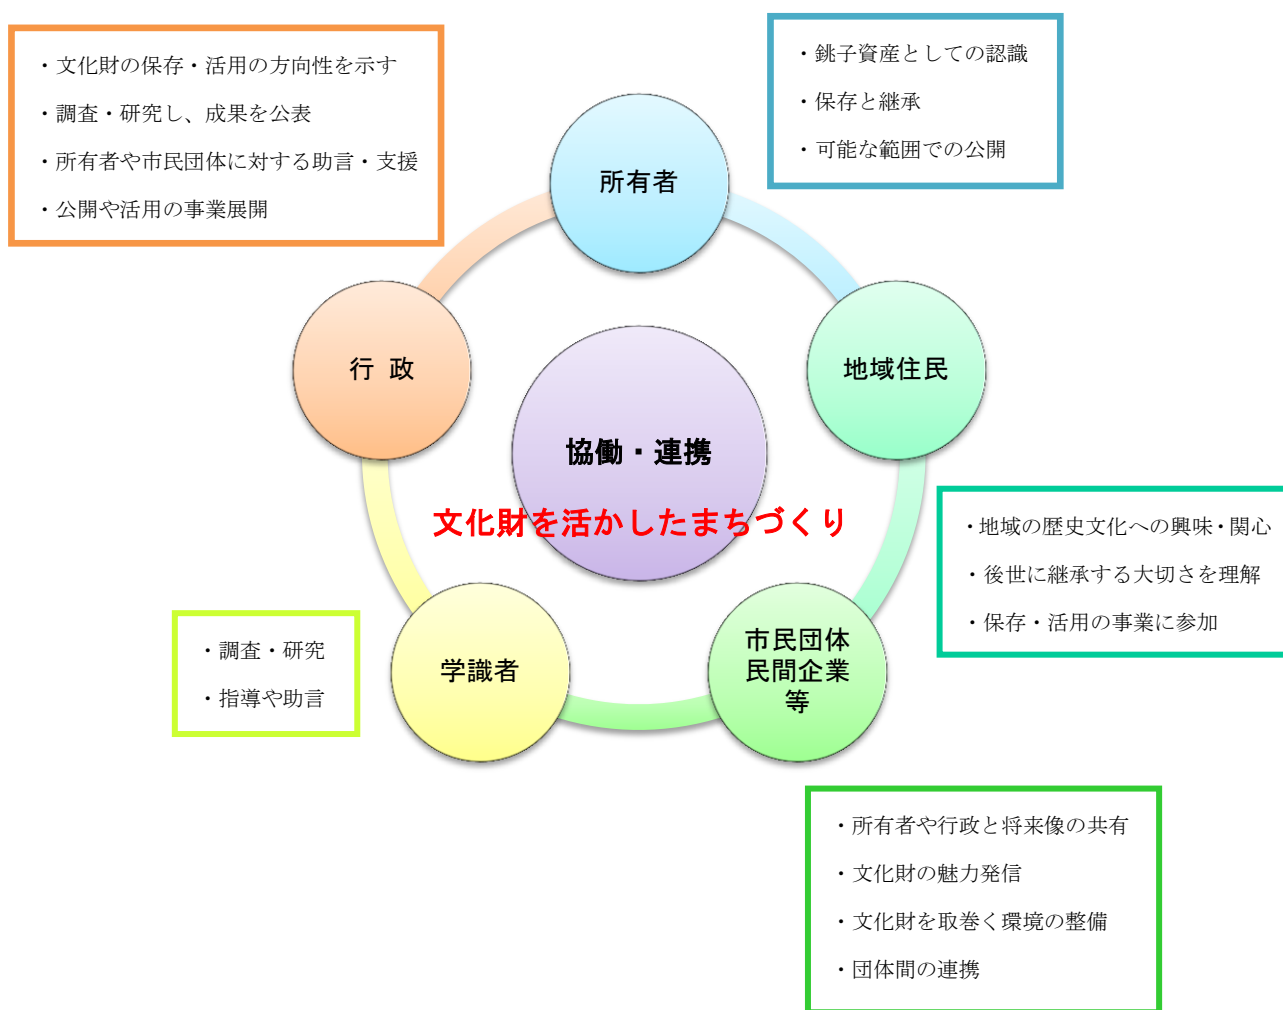 ・文化財の保存・活用の方向性を示す
・調査・研究し、成果を公表
・所有者や市民団体に対する助言・支援
・公開や活用の事業展開
・銚子資産としての認識
・保存と継承
・可能な範囲での公開
所有者
行 政
地域住民
協働・連携
文化財を活かしたまちづくり
・地域の歴史文化への興味・関心
・後世に継承する大切さを理解
・保存・活用の事業に参加
・調査・研究
・指導や助言
学識者
市民団体
民間企業
等
・所有者や行政と将来像の共有
・文化財の魅力発信
・文化財を取巻く環境の整備
・団体間の連携